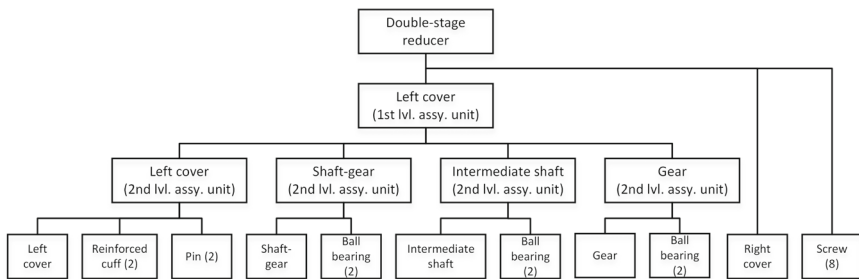 Double-stage
reducer
Left cover
(1st lvl. assy. unit)
Left cover
(2nd lvl. assy. unit)
Shaft-gear
(2nd lvl. assy. unit)
Intermediate shaft
(2nd lvl. assy. unit)
Gear
(2nd lvl. assy. unit)
Left
cover
Reinforced
cuff (2)
Pin (2)
Shaft-
gear
Ball
bearing
(2)
Intermediate
shaft
Ball
bearing
(2)
Gear
Ball
bearing
(2)
Right
cover
Screw
(8)